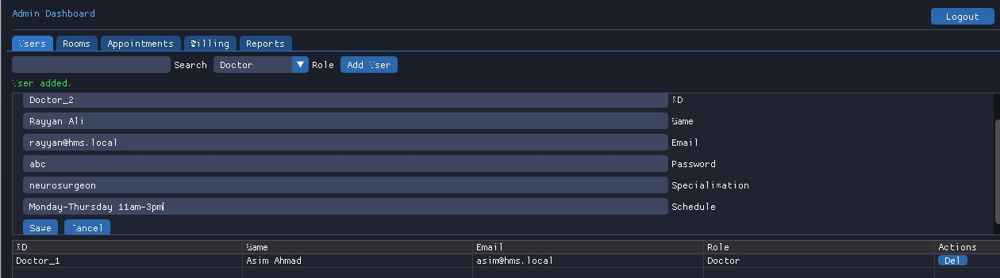 Admin Dashboard
Logout
Users Rooms Appointments Billing Reports
Search Doctor ▼ Role Add User
User added.
Doctor_2 ID
Rayyan Ali Name
rayyan@hms.local Email
abc Password
neurosurgeon Specialization
Monday-Thursday 11am-3pm Schedule
Save Cancel
ID Name Email Role Actions
Doctor_1 Asim Ahmad asim@hms.local Doctor Del